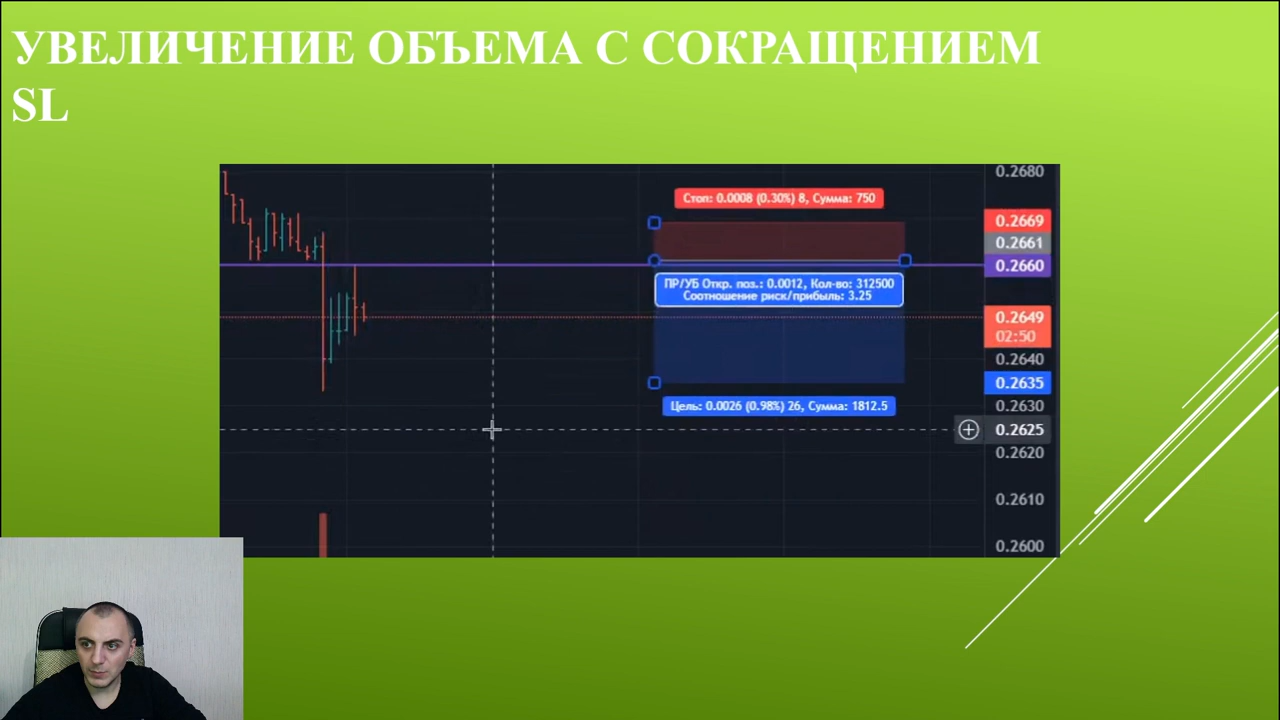 УВЕЛИЧЕНИЕ ОБЪЕМА С СОКРАЩЕНИЕМ
SL
0.2680
Стоп: 0.0008 (0.30%) 8, Сумма: 750
0.2669
0.2661
0.2660
ПР/УБ Откр. поз.: 0.0012, Кол-во: 312500
Соотношение риск/прибыль: 3.25
0.2649
02:50
0.2640
0.2635
Цель: 0.0026 (0.98%) 26, Сумма: 1812.5
0.2630
0.2625
0.2620
0.2610
0.2600